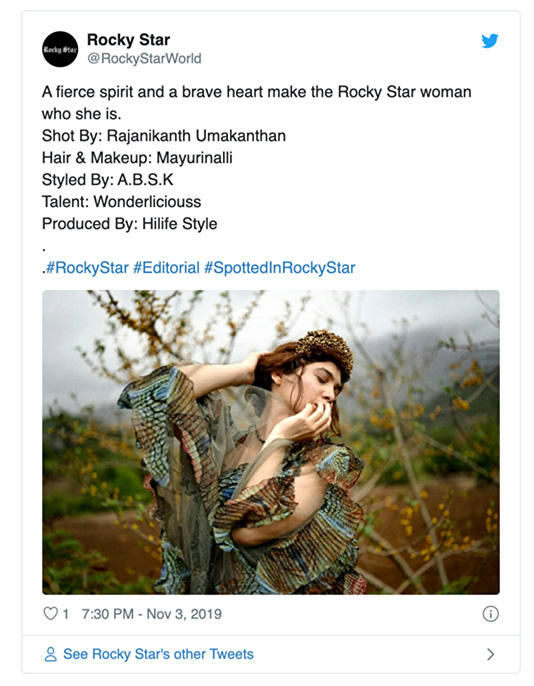 Rocky Star
Rocky Star
@RockyStarWorld
A fierce spirit and a brave heart make the Rocky Star woman
who she is.
Shot By: Rajanikanth Umakanthan
Hair & Makeup: Mayurinalli
Styled By: A.B.S.K
Talent: Wonderliciouss
Produced By: Hilife Style
.
.#RockyStar #Editorial #SpottedInRockyStar
1 7:30 PM - Nov 3, 2019
See Rocky Star's other Tweets